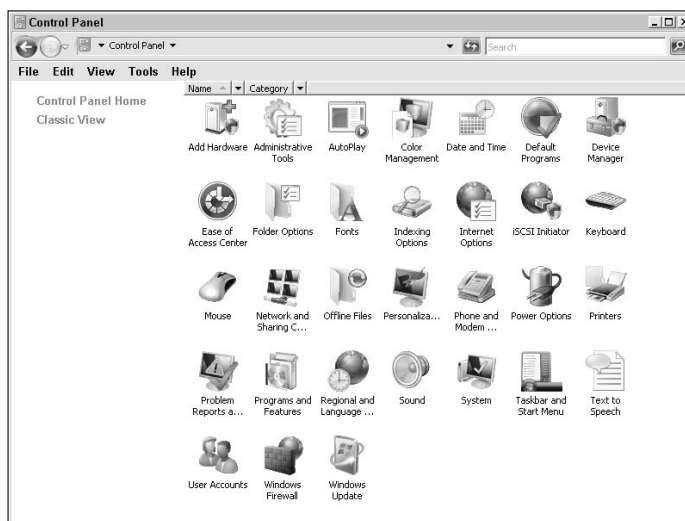 Control Panel
Control Panel
Search
File Edit View Tools Help
Name Category
Control Panel Home
Classic View
Add Hardware
Administrative
Tools
AutoPlay
Color
Management
Date and Time
Default
Programs
Device
Manager
Ease of
Access Center
Folder Options
Fonts
Indexing
Options
Internet
Options
iSCSI Initiator
Keyboard
Mouse
Network and
Sharing C...
Offline Files
Personaliza...
Phone and
Modem ...
Power Options
Printers
Problem
Reports a...
Programs and
Features
Regional and
Language ...
Sound
System
Taskbar and
Start Menu
Text to
Speech
User Accounts
Windows
Firewall
Windows
Update